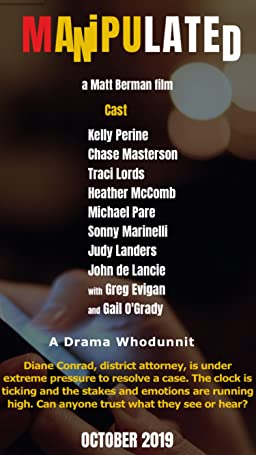 MANiPULATED
a Matt Berman film
Cast
Kelly Perine
Chase Masterson
Traci Lords
Heather McComb
Michael Pare
Sonny Marinelli
Judy Landers
John de Lancie
with Greg Evigan
and Gail O'Grady
A Drama Whodunnit
Diane Conrad, district attorney, is under
extreme pressure to resolve a case. The clock is
ticking and the stakes and emotions are running
high. Can anyone trust what they see or hear?
OCTOBER 2019